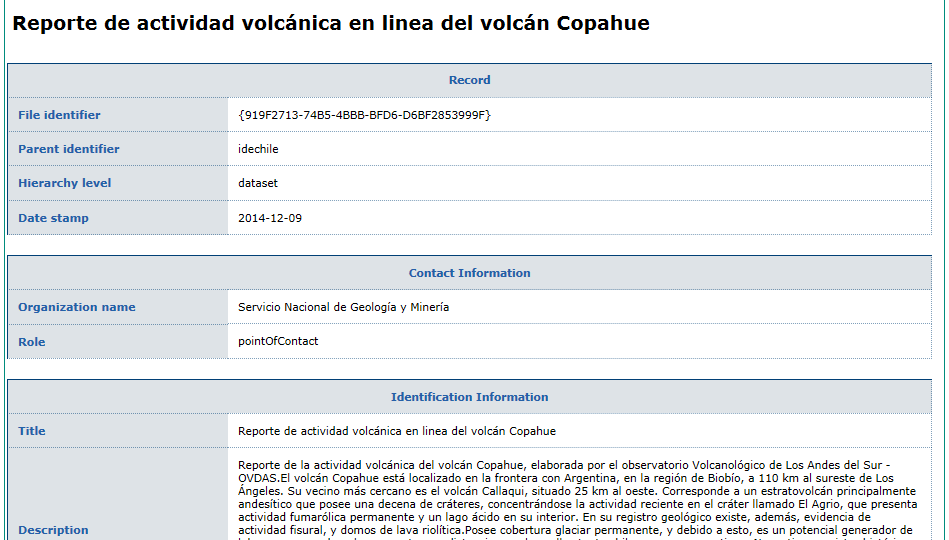 Reporte de actividad volcánica en linea del volcán Copahue
Record
File identifier {919F2713-74B5-4BBB-BFD6-D6BF2853999F}
Parent identifier idechile
Hierarchy level dataset
Date stamp 2014-12-09
Contact Information
Organization name Servicio Nacional de Geología y Minería
Role pointOfContact
Identification Information
Title Reporte de actividad volcánica en linea del volcán Copahue
Description
Reporte de la actividad volcánica del volcán Copahue, elaborada por el observatorio Volcanológico de Los Andes del Sur -
OVDAS.El volcán Copahue está localizado en la frontera con Argentina, en la región de Biobío, a 110 km al sureste de Los
Ángeles. Su vecino más cercano es el volcán Callaqui, situado 25 km al oeste. Corresponde a un estratovolcán principalmente
andesítico que posee una decena de cráteres, concentrándose la actividad reciente en el cráter llamado El Agrio, que presenta
actividad fumarólica permanente y un lago ácido en su interior. En su registro geológico existe, además, evidencia de
actividad fisural, y domos de lava riolítica.Posee cobertura glaciar permanente, y debido a esto, es un potencial generador de